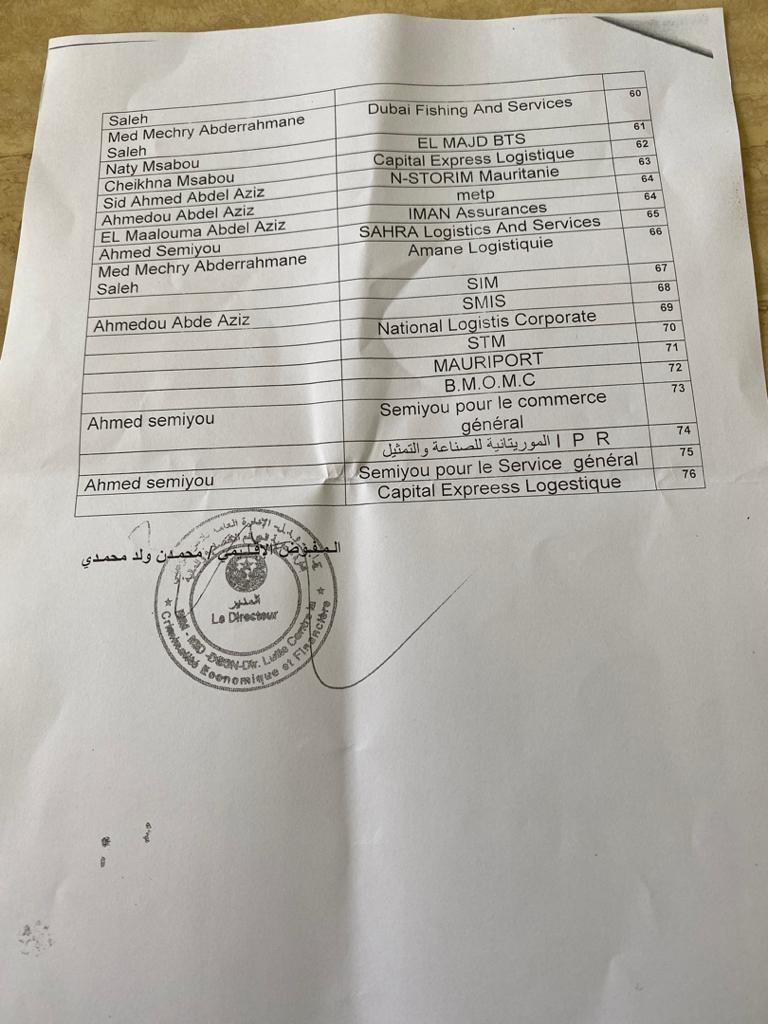 Saleh
Med Mechry Abderrahmane Dubai Fishing And Services 60
Saleh
Naty Msabou EL MAJD BTS 61
Cheikhna Msabou Capital Express Logistique 62
Sid Ahmed Abdel Aziz N-STORIM Mauritanie 63
Ahmedou Abdel Aziz metp 64
EL Maalouma Abdel Aziz IMAN Assurances 64
Ahmed Semiyou SAHRA Logistics And Services 65
Med Mechry Abderrahmane Amane Logistiquie 66
Saleh
SIM 67
Ahmedou Abde Aziz SMIS 68
National Logistis Corporate 69
STM 70
MAURIPORT 71
B.M.O.M.C 72
Ahmed semiyou Semiyou pour le commerce 73
général
الموريتانية للصناعة والتمثيل I P R 74
Ahmed semiyou Semiyou pour le Service général 75
Capital Expreess Logestique 76
المفوض الإقليمي / محمدن ولد محمدي
المدير
Le Directeur
Dir. Lutte Contre la
Criminalité Economique et Financière